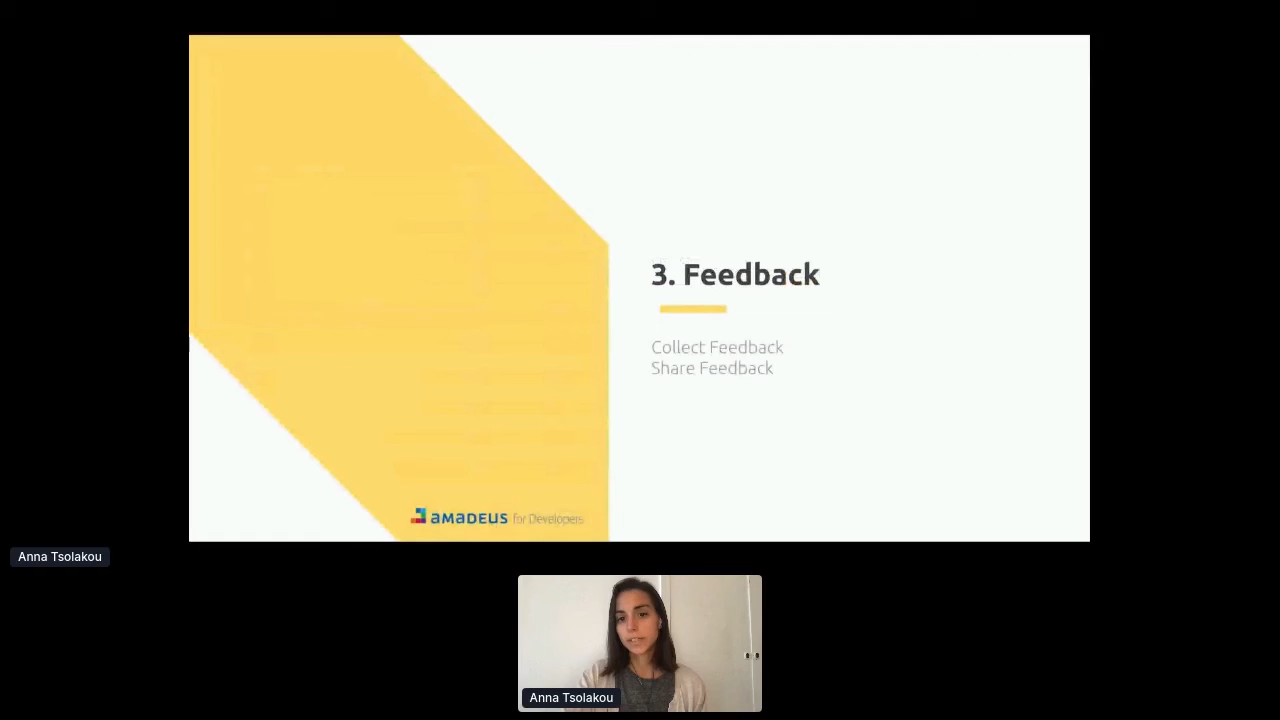 3. Feedback
Collect Feedback
Share Feedback
amadeus for Developers
Anna Tsolakou
Anna Tsolakou